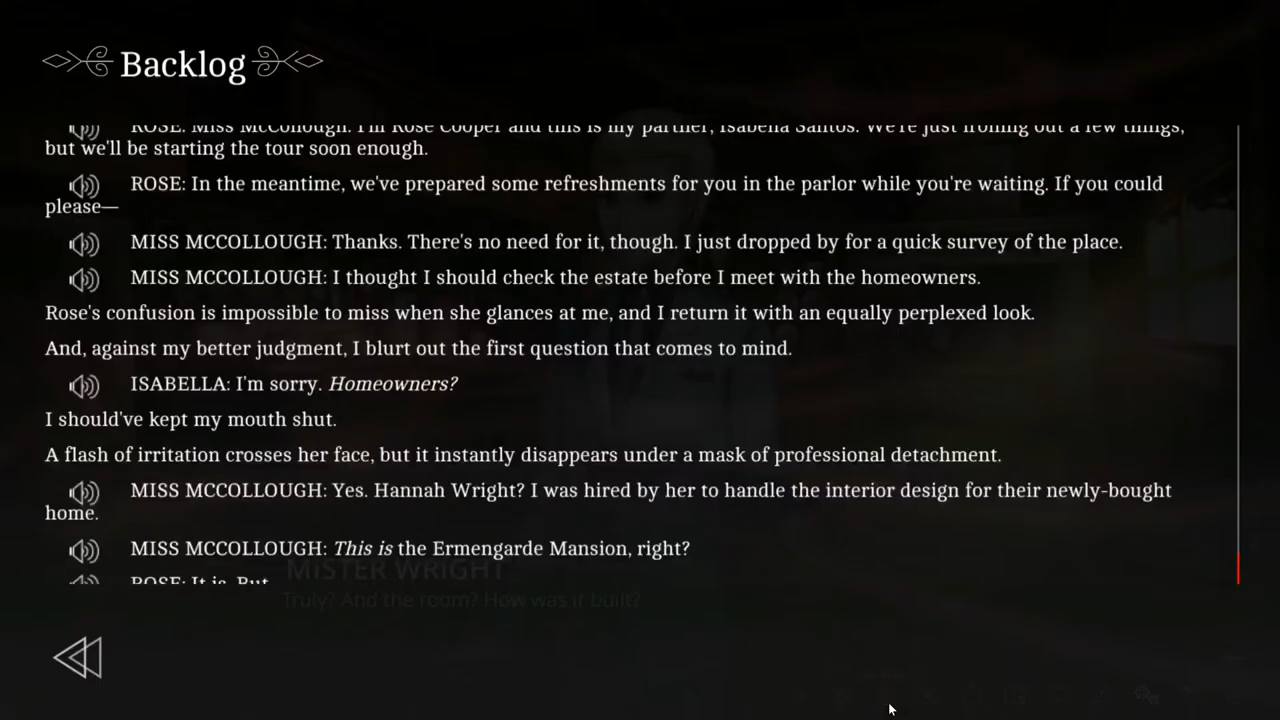 Backlog
ROSE: Miss McCollough. I'm Rose Cooper and this is my partner, Isabella Santos. We're just ironing out a few things,
but we'll be starting the tour soon enough.
ROSE: In the meantime, we've prepared some refreshments for you in the parlor while you're waiting. If you could
please—
MISS MCCOLLOUGH: Thanks. There's no need for it, though. I just dropped by for a quick survey of the place.
MISS MCCOLLOUGH: I thought I should check the estate before I meet with the homeowners.
Rose's confusion is impossible to miss when she glances at me, and I return it with an equally perplexed look.
And, against my better judgment, I blurt out the first question that comes to mind.
ISABELLA: I'm sorry. Homeowners?
I should've kept my mouth shut.
A flash of irritation crosses her face, but it instantly disappears under a mask of professional detachment.
MISS MCCOLLOUGH: Yes. Hannah Wright? I was hired by her to handle the interior design for their newly-bought
home.
MISS MCCOLLOUGH: This is the Ermengarde Mansion, right?
ROSE: It is. But
MISTER WRIGHT
Truly? And the room? How was it built?